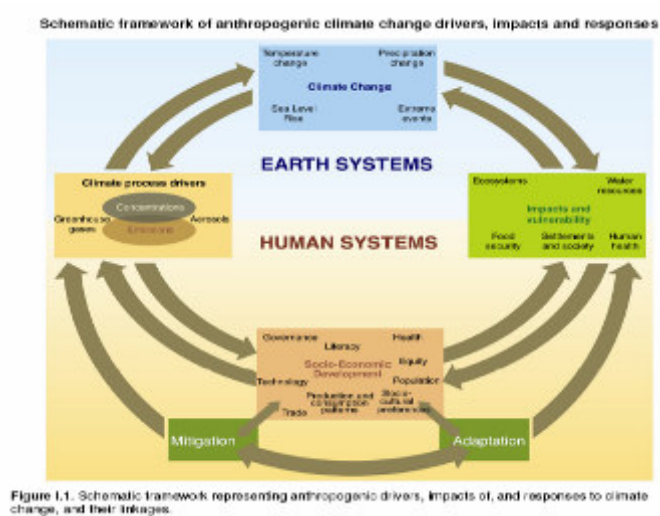 Schematic framework of anthropogenic climate change drivers, impacts and responses
Temperature
change
Precipitation
change
Climate Change
Sea Level
Rise
Extreme
events
EARTH SYSTEMS
Climate process drivers
Concentrations
Greenhouse
gases
Aerosols
Emissions
Ecosystems
Water
resources
Impacts and
vulnerability
Food
security
Settlements
and society
Human
health
HUMAN SYSTEMS
Governance
Health
Literacy
Equity
Socio-Economic
Development
Technology
Population
Production and
consumption
patterns
Socio-
cultural
preferences
Trade
Mitigation
Adaptation
Figure I.1. Schematic framework representing anthropogenic drivers, impacts of, and responses to climate
change, and their linkages.